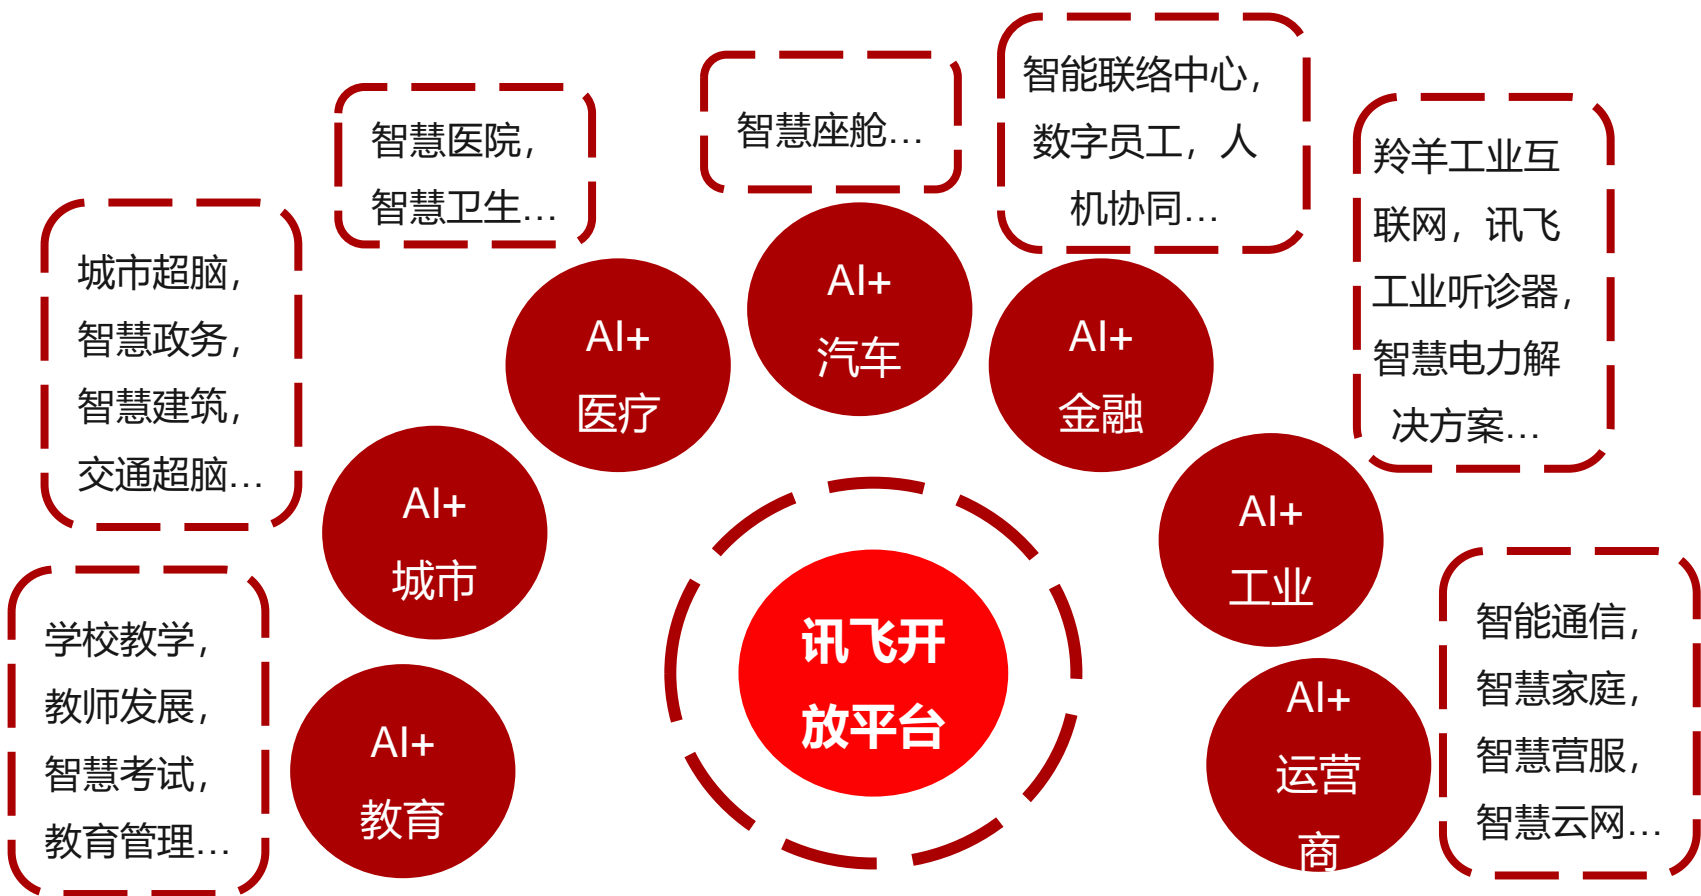 智能联络中心，
数字员工，人
机协同…
智慧座舱…
智慧医院，
智慧卫生…
羚羊工业互
联网，讯飞
工业听诊器，
智慧电力解
决方案…
城市超脑，
智慧政务，
智慧建筑，
交通超脑…
AI+
汽车
AI+
医疗
AI+
金融
AI+
城市
AI+
工业
讯飞开
放平台
学校教学，
教师发展，
智慧考试，
教育管理…
AI+
教育
AI+
运营
商
智能通信，
智慧家庭，
智慧营服，
智慧云网…